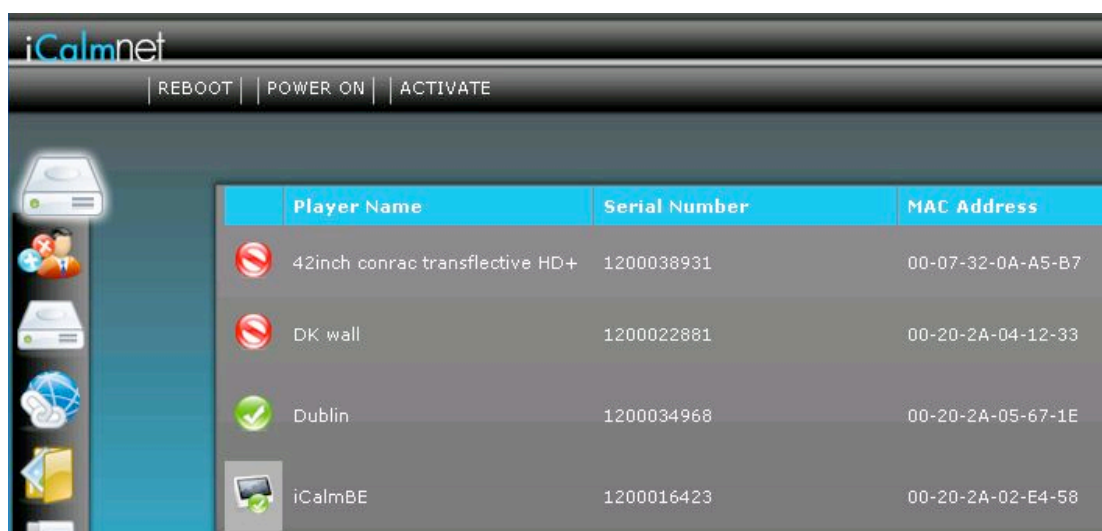 iCalmnet
|REBOOT| |POWER ON| |ACTIVATE
Player Name Serial Number MAC Address
42inch conrac transflective HD+ 1200038931 00-07-32-0A-A5-B7
DK wall 1200022881 00-20-2A-04-12-33
Dublin 1200034968 00-20-2A-05-67-1E
iCalmBE 1200016423 00-20-2A-02-E4-58